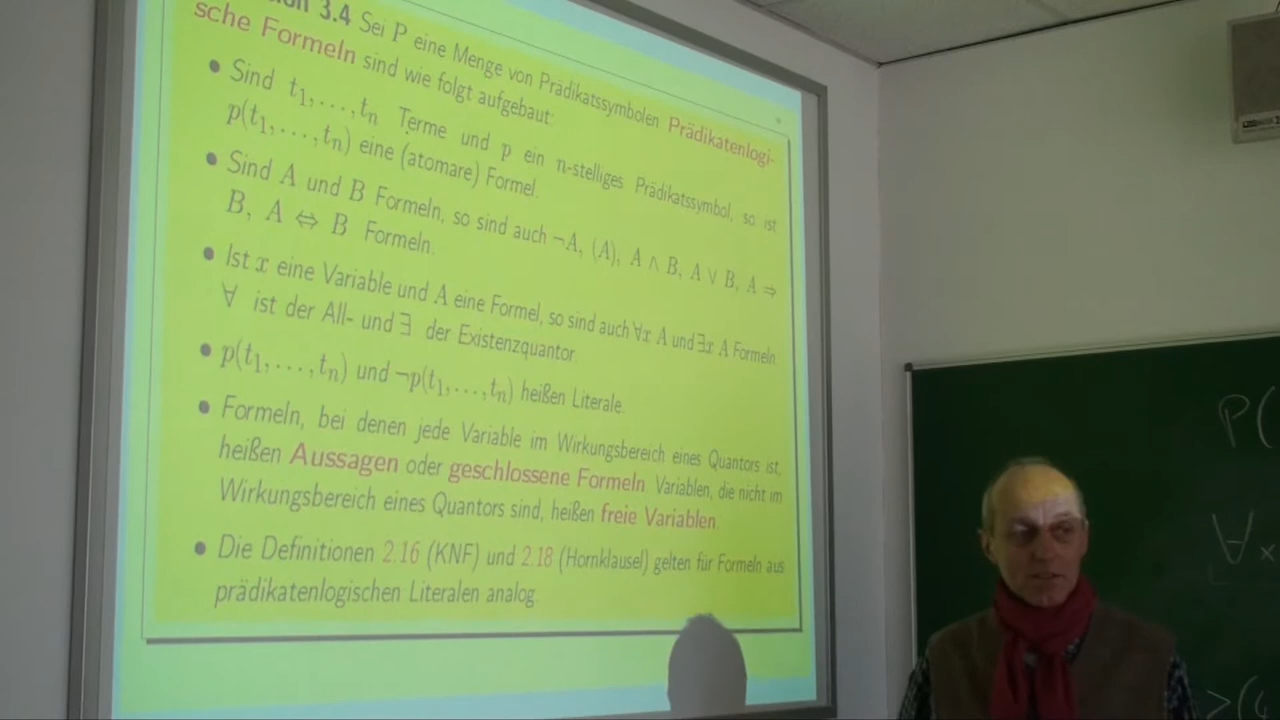 3.4 Sei P eine Menge von Prädikatssymbolen Prädikatenlogi-
sche Formeln sind wie folgt aufgebaut:
• Sind t₁,...,tₙ Terme und p ein n-stelliges Prädikatssymbol, so ist
p(t₁,...,tₙ) eine (atomare) Formel.
• Sind A und B Formeln, so sind auch ¬A, (A), A ∧ B, A ∨ B, A ⇒
B, A ⇔ B Formeln.
• Ist x eine Variable und A eine Formel, so sind auch ∀x A und ∃x A Formeln
∀ ist der All- und ∃ der Existenzquantor.
• p(t₁,...,tₙ) und ¬p(t₁,...,tₙ) heißen Literale.
• Formeln, bei denen jede Variable im Wirkungsbereich eines Quantors ist,
heißen Aussagen oder geschlossene Formeln. Variablen, die nicht im
Wirkungsbereich eines Quantors sind, heißen freie Variablen.
• Die Definitionen 2.16 (KNF) und 2.18 (Hornklausel) gelten für Formeln aus
prädikatenlogischen Literalen analog.
P(
∀x
>(